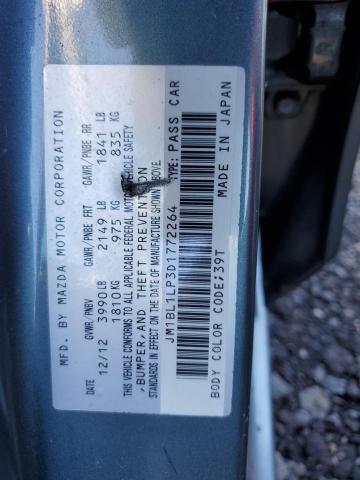 MFD. BY MAZDA MOTOR CORPORATION
DATE GVWR/PNBV GAWR/PNBE FRT GAWR/PNBE RR
12/12 3990LB 2149 LB 1841 LB
1810KG 975 KG 835 KG
THIS VEHICLE CONFORMS TO ALL APPLICABLE FEDERAL MOTOR VEHICLE SAFETY
,BUMPER,AND THEFT PREVENTION
STANDARDS IN EFFECT ON THE DATE OF MANUFACTURE SHOWN ABOVE.
JM1BL1LP3D1772264 TYPE: PASS CAR
BODY COLOR CODE;39T MADE IN JAPAN